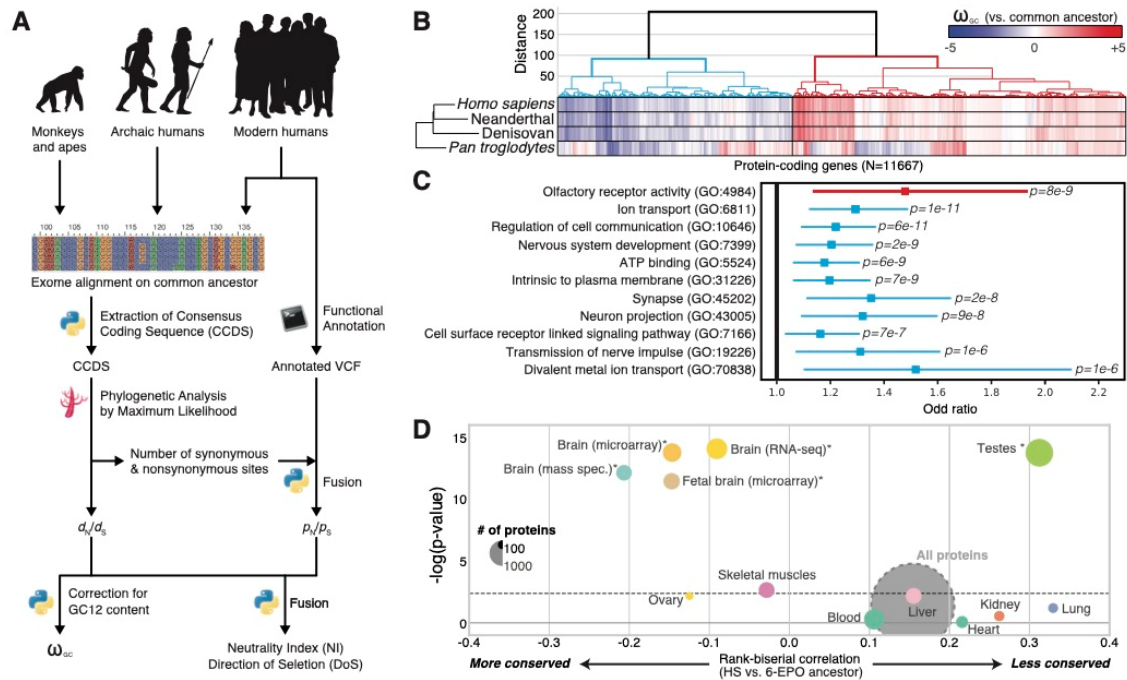 A
Monkeys
and apes
Archaic humans
Modern humans
100 105 110 115 120 125 130 135
Exome alignment on common ancestor
Extraction of Consensus
Coding Sequence (CCDS)
Functional
Annotation
CCDS
Annotated VCF
Phylogenetic Analysis
by Maximum Likelihood
Number of synonymous
& nonsynonymous sites
Fusion
dN/dS
pN/pS
Correction for
GC12 content
Fusion
ωGC
Neutrality Index (NI)
Direction of Seletion (DoS)
B
Distance
200
150
100
50
ωGC (vs. common ancestor)
-5 0 +5
Homo sapiens
Neanderthal
Denisovan
Pan troglodytes
Protein-coding genes (N=11667)
C
Olfactory receptor activity (GO:4984) p=8e-9
Ion transport (GO:6811) p=1e-11
Regulation of cell communication (GO:10646) p=6e-11
Nervous system development (GO:7399) p=2e-9
ATP binding (GO:5524) p=6e-9
Intrinsic to plasma membrane (GO:31226) p=7e-9
Synapse (GO:45202) p=2e-8
Neuron projection (GO:43005) p=9e-8
Cell surface receptor linked signaling pathway (GO:7166) p=7e-7
Transmission of nerve impulse (GO:19226) p=1e-6
Divalent metal ion transport (GO:70838) p=1e-6
1.0 1.2 1.4 1.6 1.8 2.0 2.2
Odd ratio
D
-log(p-value)
15
10
5
0
Brain (microarray)*
Brain (RNA-seq)*
Testes *
Brain (mass spec.)*
Fetal brain (microarray)*
# of proteins
100
1000
All proteins
Skeletal muscles
Ovary
Liver
Blood
Kidney
Lung
Heart
-0.4 -0.3 -0.2 -0.1 0.0 0.1 0.2 0.3 0.4
More conserved
Rank-biserial correlation
(HS vs. 6-EPO ancestor)
Less conserved